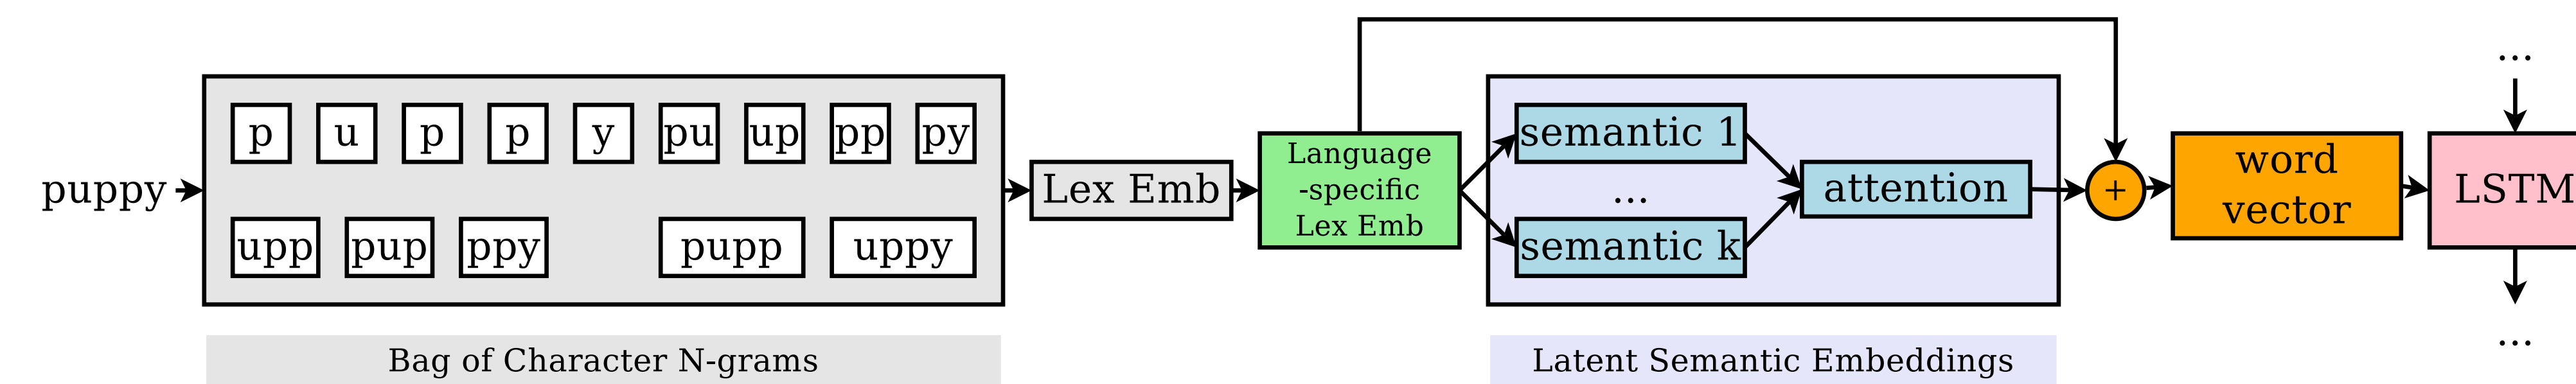 puppy
p u p p y pu up pp py
upp pup ppy pupp uppy
Bag of Character N-grams
Lex Emb
Language
-specific
Lex Emb
semantic 1
...
semantic k
attention
Latent Semantic Embeddings
+
word
vector
...
LSTM
...